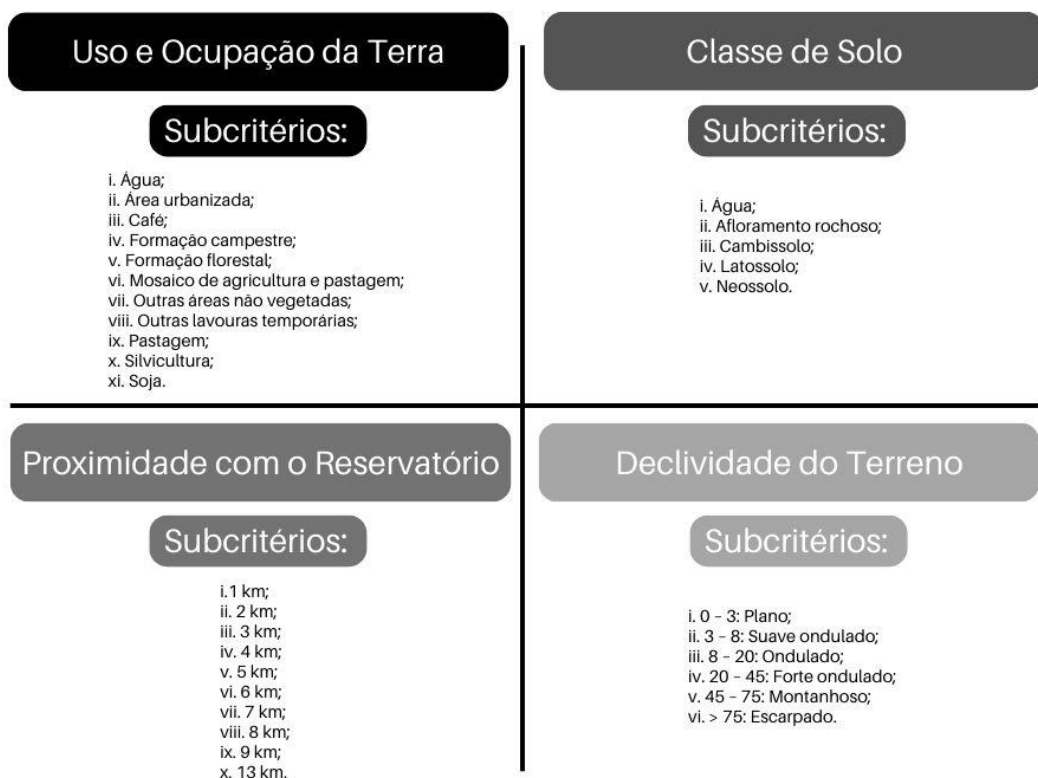 Uso e Ocupação da Terra
Subcritérios:
i. Água;
ii. Área urbanizada;
iii. Café;
iv. Formação campestre;
v. Formação florestal;
vi. Mosaico de agricultura e pastagem;
vii. Outras áreas não vegetadas;
viii. Outras lavouras temporárias;
ix. Pastagem;
x. Silvicultura;
xi. Soja.
Classe de Solo
Subcritérios:
i. Água;
ii. Afloramento rochoso;
iii. Cambissolo;
iv. Latossolo;
v. Neossolo.
Proximidade com o Reservatório
Subcritérios:
i.1 km;
ii. 2 km;
iii. 3 km;
iv. 4 km;
v. 5 km;
vi. 6 km;
vii. 7 km;
viii. 8 km;
ix. 9 km;
x. 13 km.
Declividade do Terreno
Subcritérios:
i. 0 – 3: Plano;
ii. 3 – 8: Suave ondulado;
iii. 8 – 20: Ondulado;
iv. 20 – 45: Forte ondulado;
v. 45 – 75: Montanhoso;
vi. > 75: Escarpado.